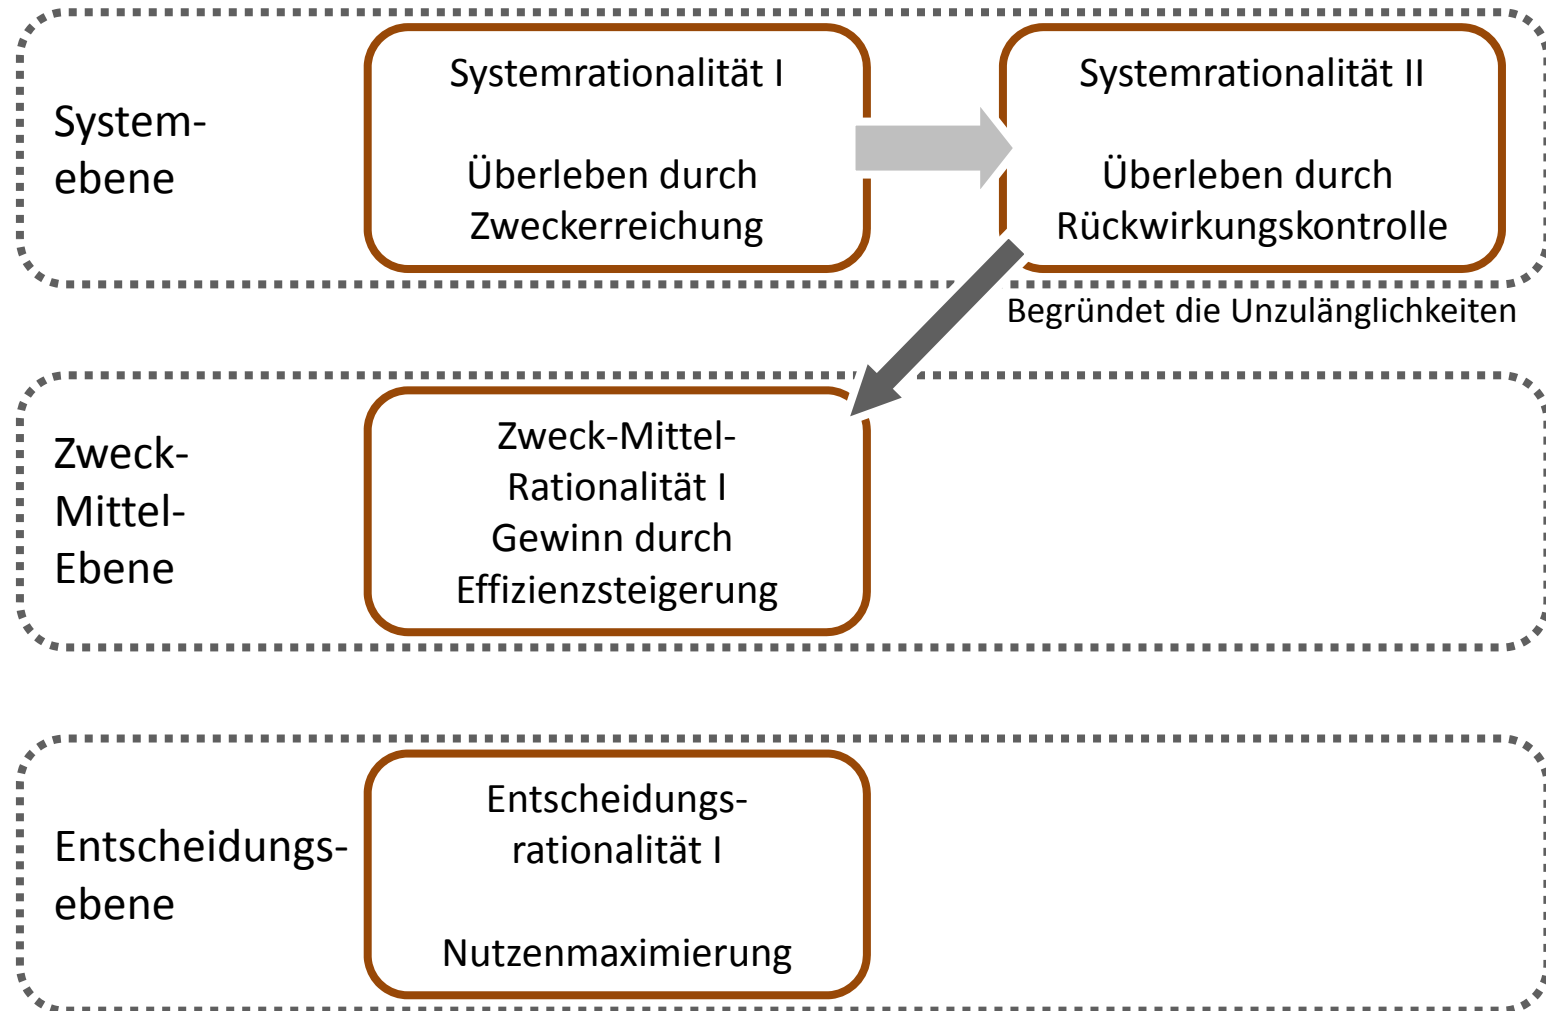 System-
ebene
Systemrationalität I
Überleben durch
Zweckerreichung
Systemrationalität II
Überleben durch
Rückwirkungskontrolle
Begründet die Unzulänglichkeiten
Zweck-
Mittel-
Ebene
Zweck-Mittel-
Rationalität I
Gewinn durch
Effizienzsteigerung
Entscheidungs-
ebene
Entscheidungs-
rationalität I
Nutzenmaximierung